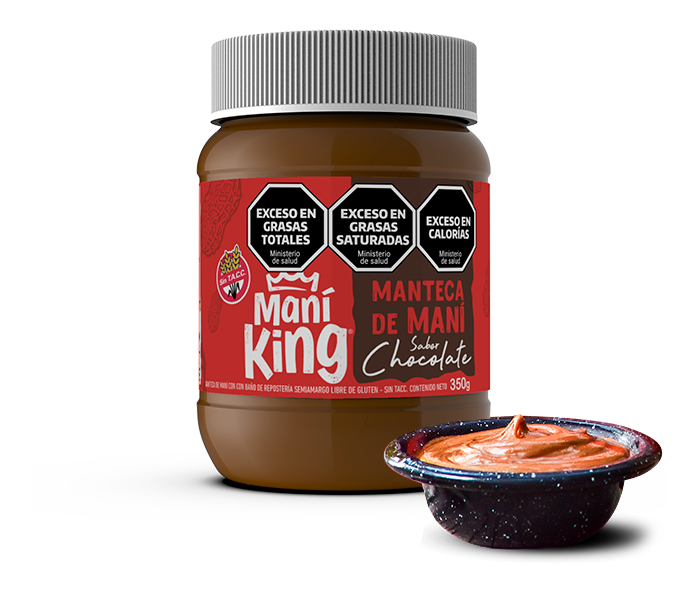 EXCESO EN
GRASAS
TOTALES
Ministerio
de salud
EXCESO EN
GRASAS
SATURADAS
Ministerio
de salud
EXCESO EN
CALORÍAS
Ministerio
de salud
Sin T.A.C.C.
Maní
King®
MANTECA
DE MANÍ
Sabor
Chocolate
MANTECA DE MANÍ CON CON BAÑO DE REPOSTERÍA SEMIAMARGO LIBRE DE GLUTEN - SIN TACC. CONTENIDO NETO 350g